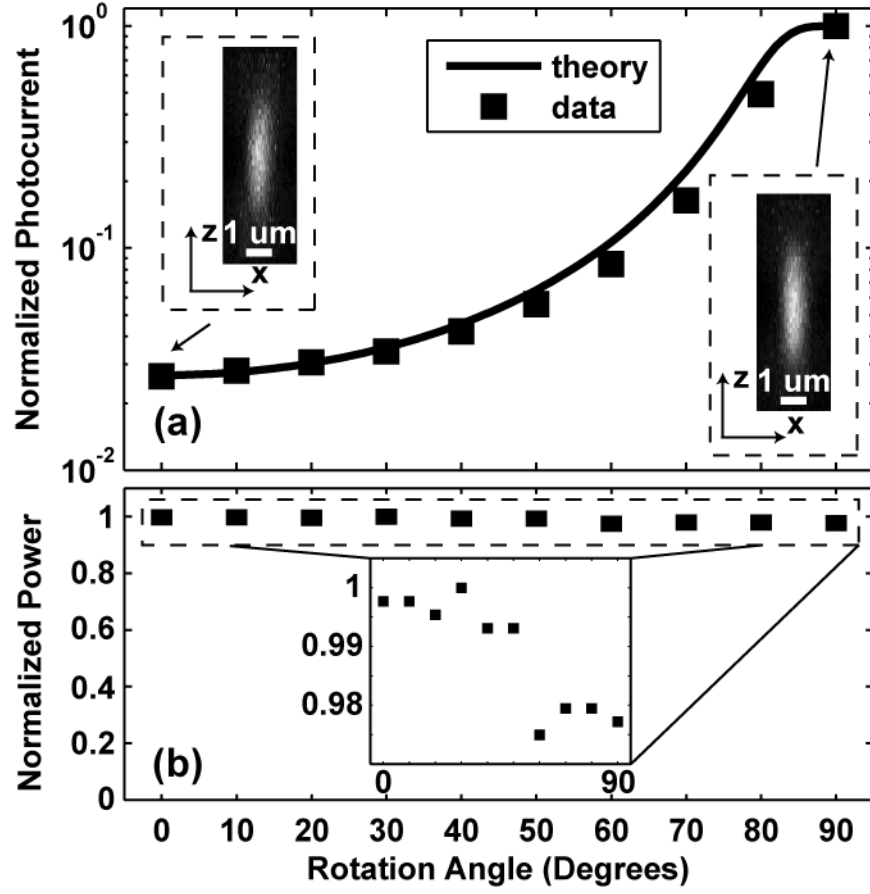 10⁰
10⁻¹
10⁻²
Normalized Photocurrent
theory
data
z 1 um
x
z 1 um
x
(a)
Normalized Power
1
0.8
0.6
0.4
0.2
0
1
0.99
0.98
0 90
(b)
0 10 20 30 40 50 60 70 80 90
Rotation Angle (Degrees)